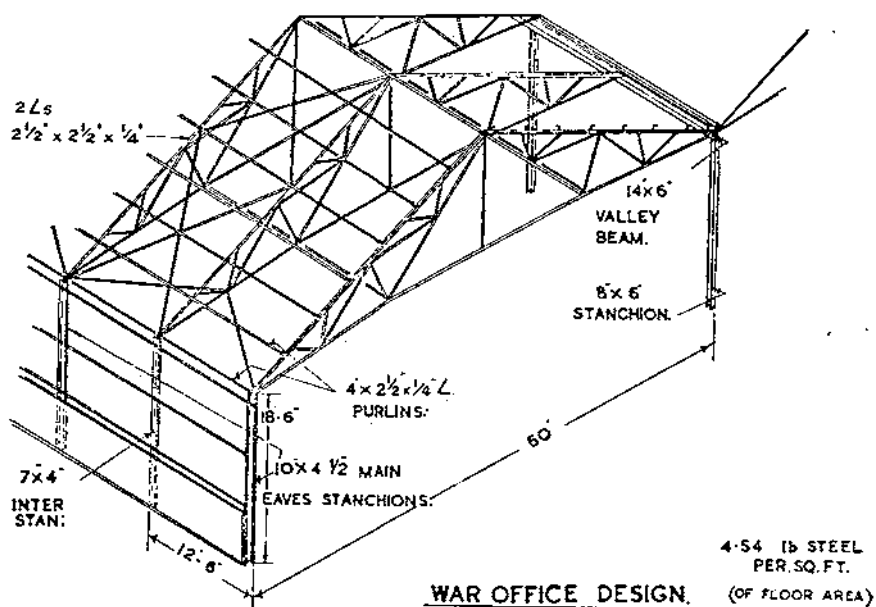 2 Ls
2½" x 2½" x ¼"
14" x 6"
VALLEY
BEAM.
8" x 6"
STANCHION.
4" x 2½" x ¼" L
PURLINS.
18'-6"
60'
10" x 4½" MAIN
EAVES STANCHIONS.
7" x 4"
INTER
STAN:
12'-6"
4·54 lb STEEL
PER.SQ.FT.
(OF FLOOR AREA)
WAR OFFICE DESIGN.